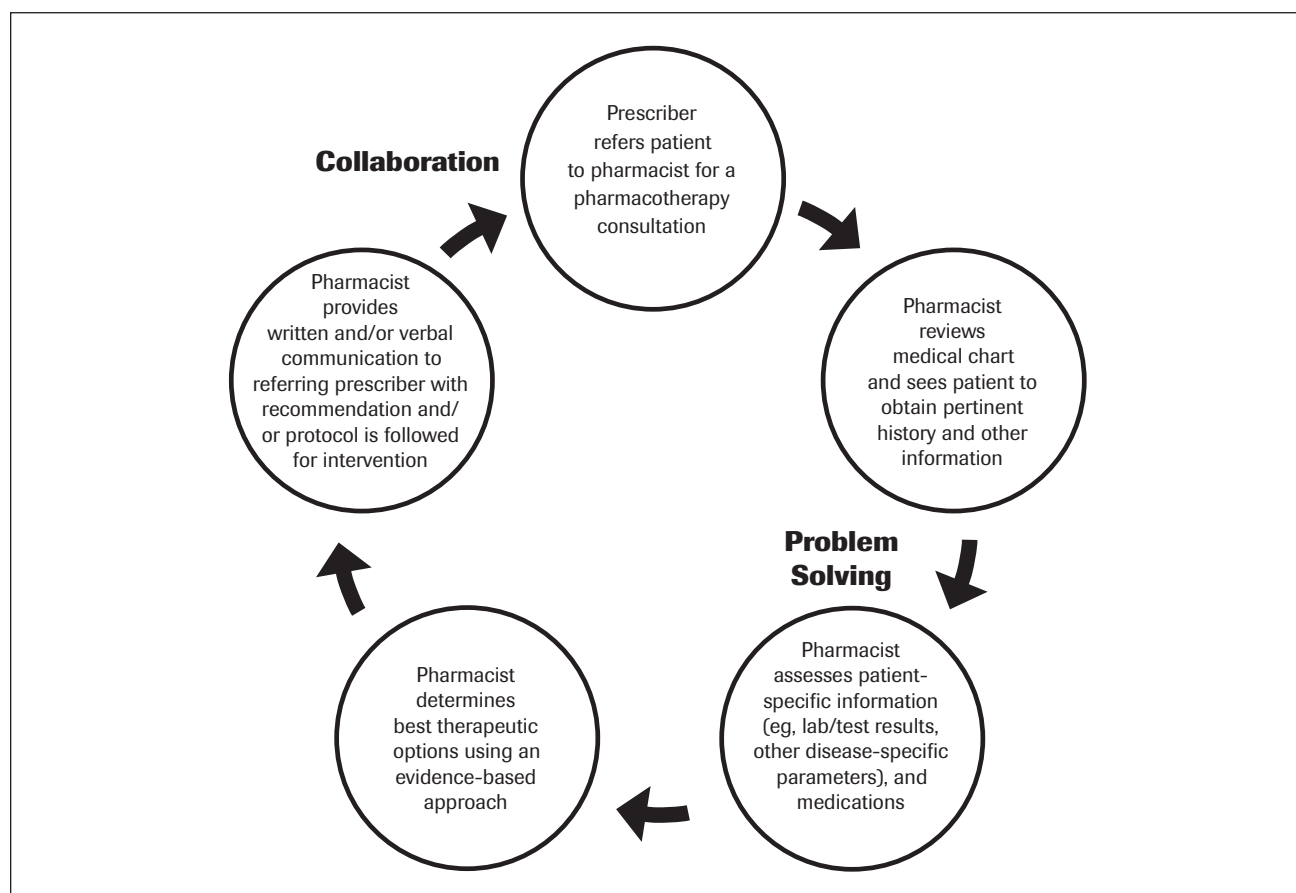 Prescriber
refers patient
to pharmacist for a
pharmacotherapy
consultation
Collaboration
Pharmacist
reviews
medical chart
and sees patient to
obtain pertinent
history and other
information
Problem
Solving
Pharmacist
assesses patient-
specific information
(eg, lab/test results,
other disease-specific
parameters), and
medications
Pharmacist
determines
best therapeutic
options using an
evidence-based
approach
Pharmacist
provides
written and/or verbal
communication to
referring prescriber with
recommendation and/
or protocol is followed
for intervention